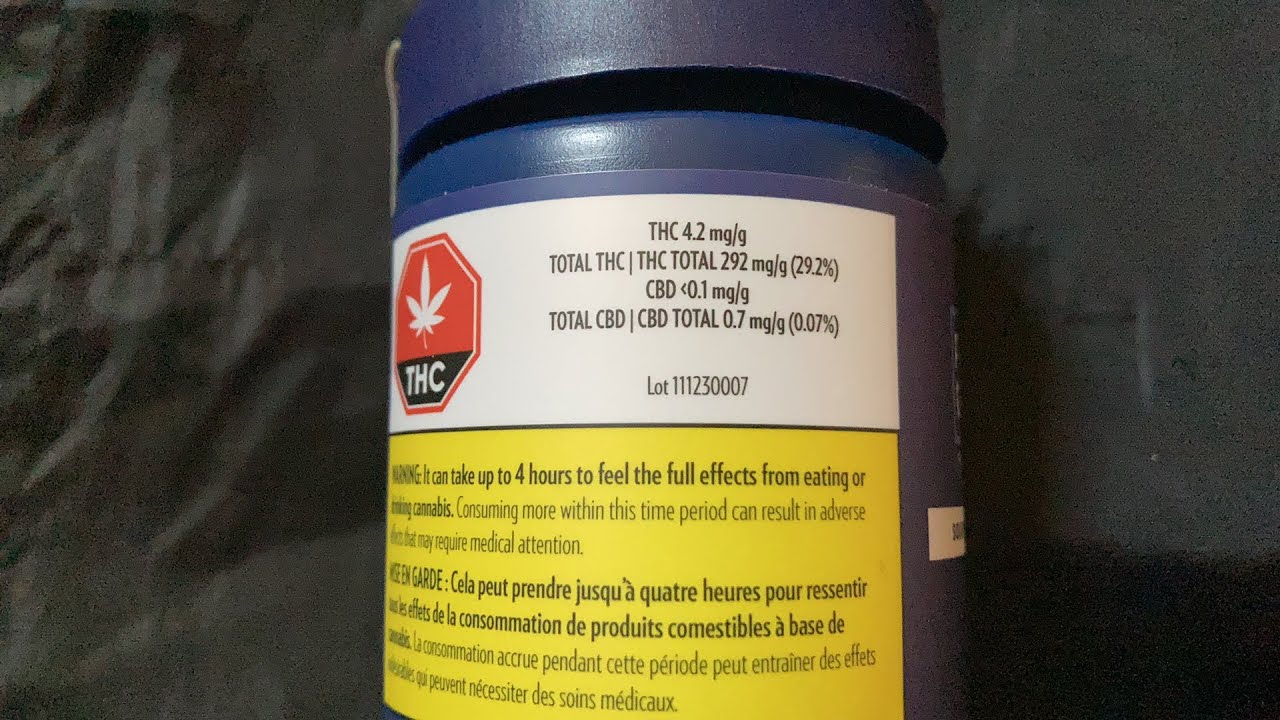 THC 4.2 mg/g
TOTAL THC | THC TOTAL 292 mg/g (29.2%)
CBD <0.1 mg/g
TOTAL CBD | CBD TOTAL 0.7 mg/g (0.07%)
THC
Lot 111230007
WARNING: It can take up to 4 hours to feel the full effects from eating or
drinking cannabis. Consuming more within this time period can result in adverse
effects that may require medical attention.
MISE EN GARDE : Cela peut prendre jusqu'à quatre heures pour ressentir
tous les effets de la consommation de produits comestibles à base de
cannabis. La consommation accrue pendant cette période peut entraîner des effets
indésirables qui peuvent nécessiter des soins médicaux.